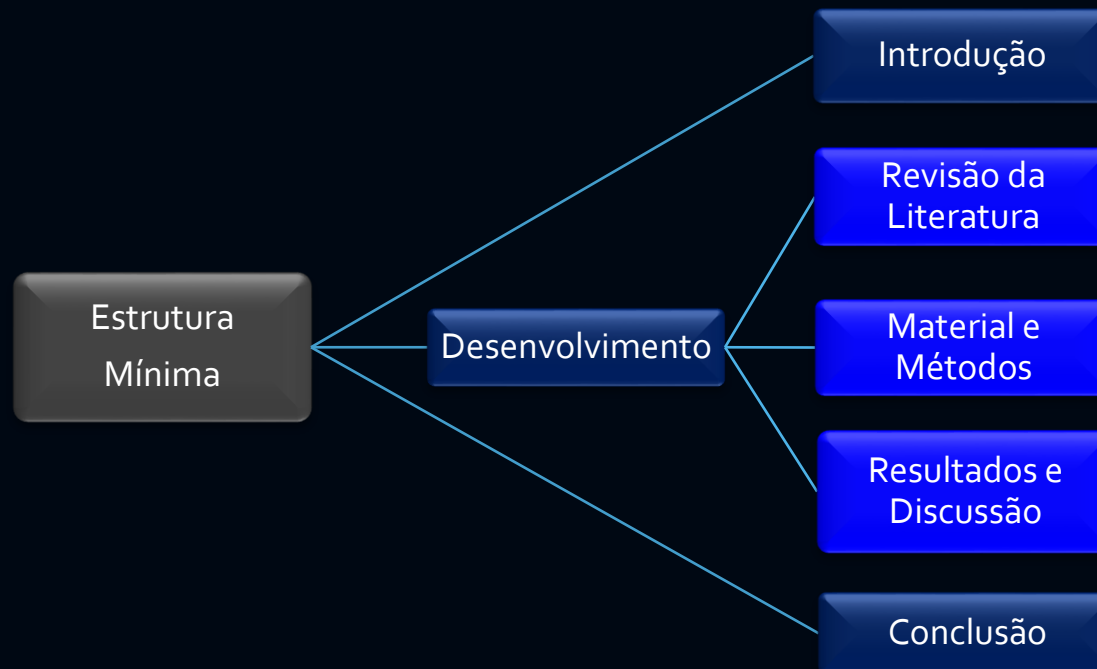 Estrutura
Mínima
Introdução
Desenvolvimento
Revisão da
Literatura
Material e
Métodos
Resultados e
Discussão
Conclusão